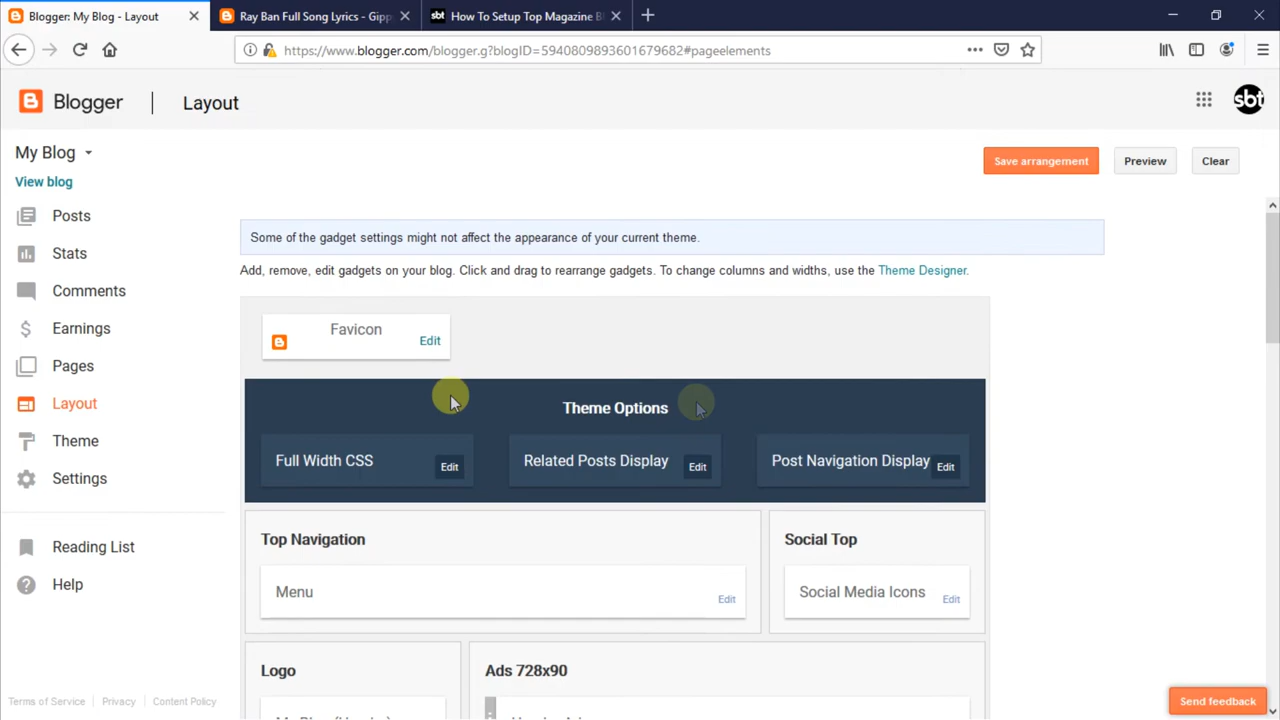 Blogger: My Blog - Layout
Ray Ban Full Song Lyrics - Gipp
sbt How To Setup Top Magazine B
https://www.blogger.com/blogger.g?blogID=5940809893601679682#pageelements
Blogger
Layout
sbt
My Blog
Save arrangement
Preview
Clear
View blog
Posts
Stats
Comments
Earnings
Pages
Layout
Theme
Settings
Reading List
Help
Some of the gadget settings might not affect the appearance of your current theme.
Add, remove, edit gadgets on your blog. Click and drag to rearrange gadgets. To change columns and widths, use the Theme Designer.
Favicon
Edit
Theme Options
Full Width CSS
Edit
Related Posts Display
Edit
Post Navigation Display
Edit
Top Navigation
Menu
Edit
Social Top
Social Media Icons
Edit
Logo
Ads 728x90
Terms of Service
Privacy
Content Policy
Send feedback